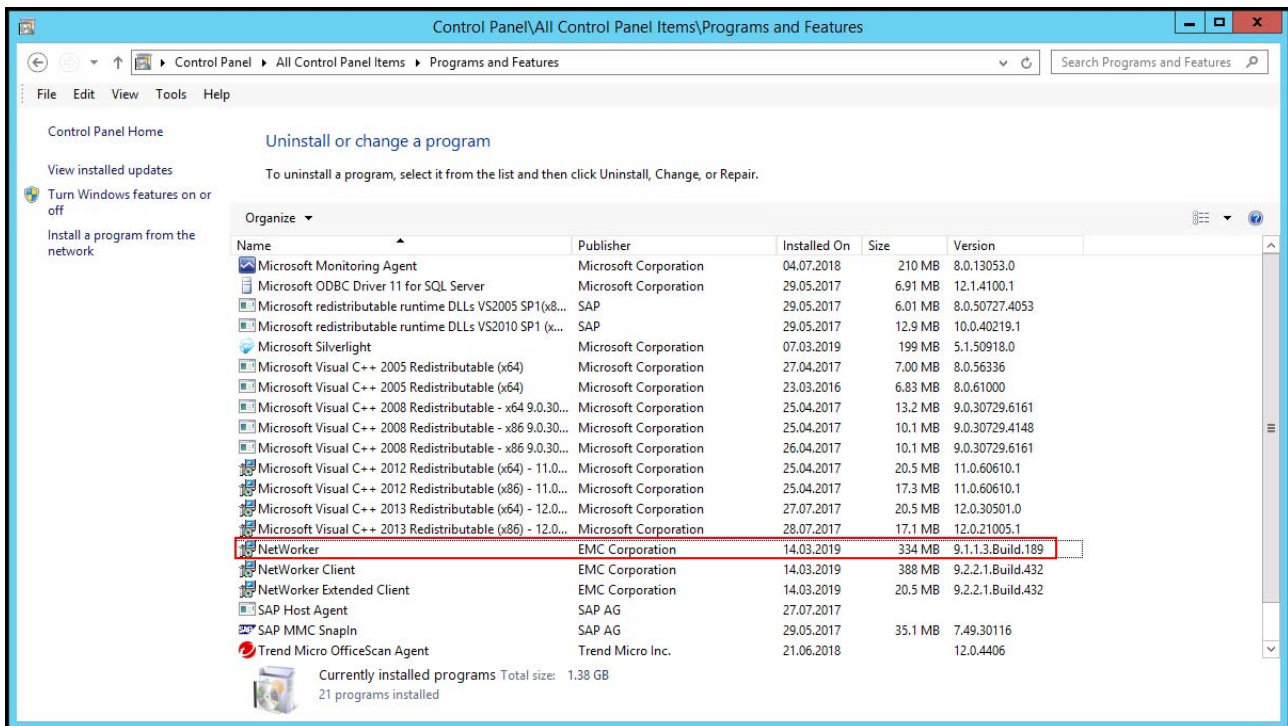 Control Panel\All Control Panel Items\Programs and Features
Control Panel ▸ All Control Panel Items ▸ Programs and Features
Search Programs and Features
File Edit View Tools Help
Control Panel Home
View installed updates
Turn Windows features on or
off
Install a program from the
network
Uninstall or change a program
To uninstall a program, select it from the list and then click Uninstall, Change, or Repair.
Organize
Name Publisher Installed On Size Version
Microsoft Monitoring Agent Microsoft Corporation 04.07.2018 210 MB 8.0.13053.0
Microsoft ODBC Driver 11 for SQL Server Microsoft Corporation 29.05.2017 6.91 MB 12.1.4100.1
Microsoft redistributable runtime DLLs VS2005 SP1(x8... SAP 29.05.2017 6.01 MB 8.0.50727.4053
Microsoft redistributable runtime DLLs VS2010 SP1 (x... SAP 29.05.2017 12.9 MB 10.0.40219.1
Microsoft Silverlight Microsoft Corporation 07.03.2019 199 MB 5.1.50918.0
Microsoft Visual C++ 2005 Redistributable (x64) Microsoft Corporation 27.04.2017 7.00 MB 8.0.56336
Microsoft Visual C++ 2005 Redistributable (x64) Microsoft Corporation 23.03.2016 6.83 MB 8.0.61000
Microsoft Visual C++ 2008 Redistributable - x64 9.0.30... Microsoft Corporation 25.04.2017 13.2 MB 9.0.30729.6161
Microsoft Visual C++ 2008 Redistributable - x86 9.0.30... Microsoft Corporation 25.04.2017 10.1 MB 9.0.30729.4148
Microsoft Visual C++ 2008 Redistributable - x86 9.0.30... Microsoft Corporation 26.04.2017 10.1 MB 9.0.30729.6161
Microsoft Visual C++ 2012 Redistributable (x64) - 11.0... Microsoft Corporation 25.04.2017 20.5 MB 11.0.60610.1
Microsoft Visual C++ 2012 Redistributable (x86) - 11.0... Microsoft Corporation 25.04.2017 17.3 MB 11.0.60610.1
Microsoft Visual C++ 2013 Redistributable (x64) - 12.0... Microsoft Corporation 27.07.2017 20.5 MB 12.0.30501.0
Microsoft Visual C++ 2013 Redistributable (x86) - 12.0... Microsoft Corporation 28.07.2017 17.1 MB 12.0.21005.1
NetWorker EMC Corporation 14.03.2019 334 MB 9.1.1.3.Build.189
NetWorker Client EMC Corporation 14.03.2019 388 MB 9.2.2.1.Build.432
NetWorker Extended Client EMC Corporation 14.03.2019 20.5 MB 9.2.2.1.Build.432
SAP Host Agent SAP AG 27.07.2017
SAP MMC SnapIn SAP AG 29.05.2017 35.1 MB 7.49.30116
Trend Micro OfficeScan Agent Trend Micro Inc. 21.06.2018 12.0.4406
Currently installed programs Total size: 1.38 GB
21 programs installed